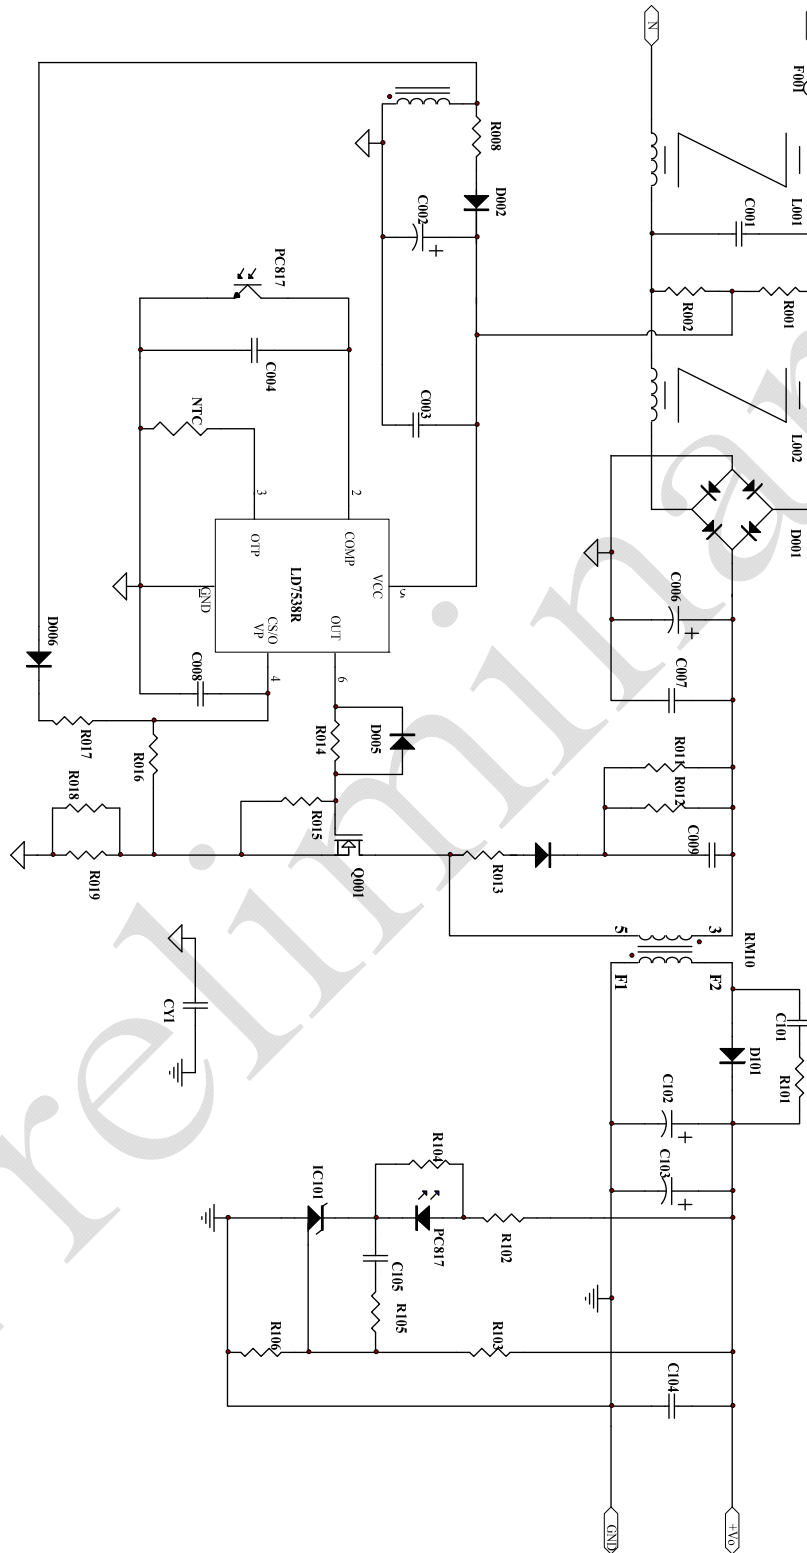 N
F001
L001
C001
R001
R002
L002
D001
R008
D002
C002
C003
PC817
C004
NTC
2
3
5
COMP
OTP
VCC
LD7538R
GND
CS/O
VP
OUT
4
6
C006
C007
D006
C008
R017
R016
R014
D005
R015
R018
R019
Q001
R011
R012
C009
R013
5
3
RM10
F1
F2
CY1
C101
R101
D101
C102
C103
R104
PC817
R102
IC101
C105
R105
R106
R103
C104
GND
+Vo
reliminar